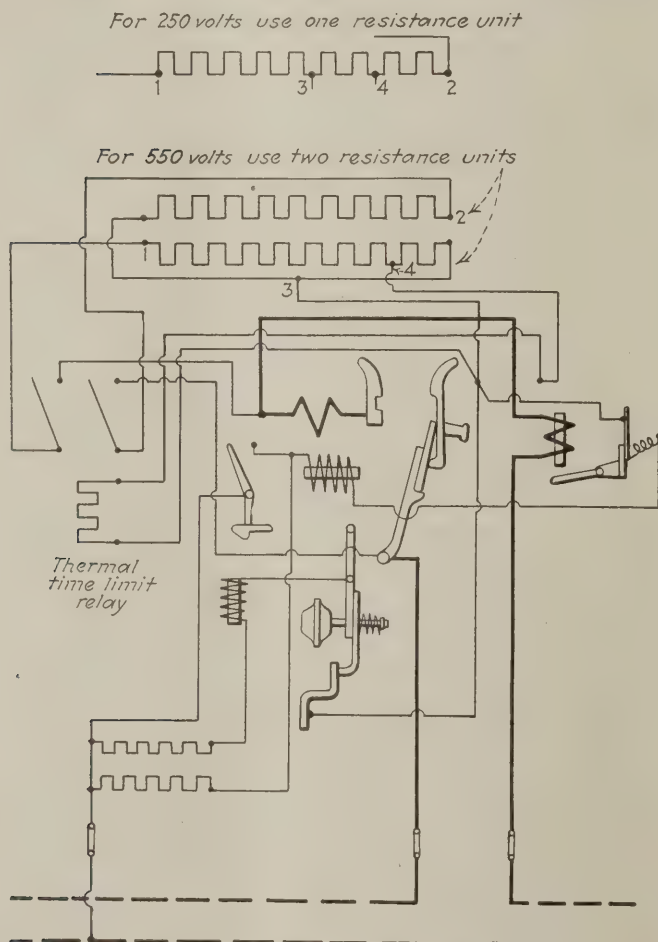 For 250 volts use one resistance unit
1
3
4
2
For 550 volts use two resistance units
2
1
4
3
Thermal
time limit
relay